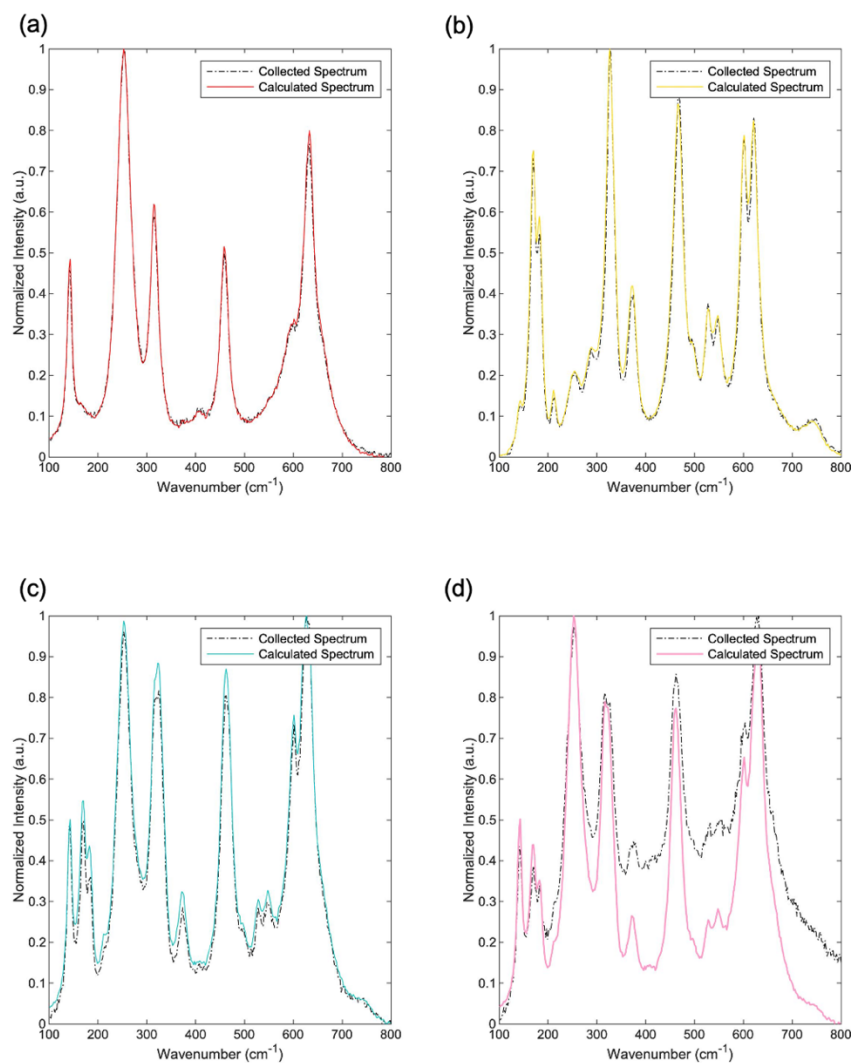 (a)
(b)
1
0.9
0.8
0.7
0.6
0.5
0.4
0.3
0.2
0.1
0
Normalized Intensity (a.u.)
100 200 300 400 500 600 700 800
Wavenumber (cm⁻¹)
Collected Spectrum
Calculated Spectrum
1
0.9
0.8
0.7
0.6
0.5
0.4
0.3
0.2
0.1
0
Normalized Intensity (a.u.)
100 200 300 400 500 600 700 800
Wavenumber (cm⁻¹)
Collected Spectrum
Calculated Spectrum
(c)
(d)
1
0.9
0.8
0.7
0.6
0.5
0.4
0.3
0.2
0.1
0
Normalized Intensity (a.u.)
100 200 300 400 500 600 700 800
Wavenumber (cm⁻¹)
Collected Spectrum
Calculated Spectrum
1
0.9
0.8
0.7
0.6
0.5
0.4
0.3
0.2
0.1
0
Normalized Intensity (a.u.)
100 200 300 400 500 600 700 800
Wavenumber (cm⁻¹)
Collected Spectrum
Calculated Spectrum